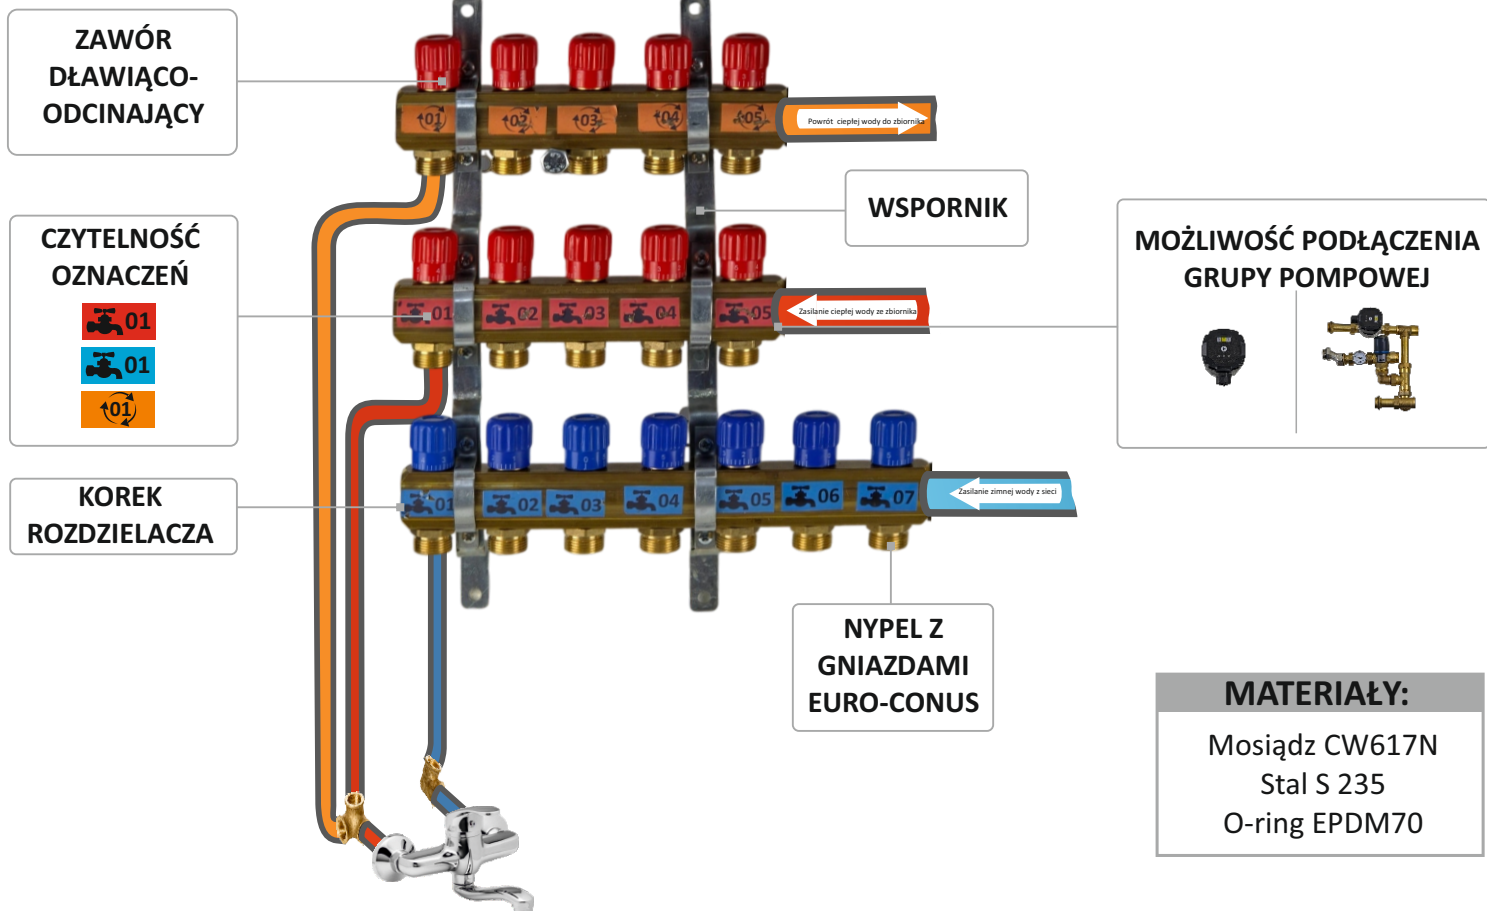 ZAWÓR
DŁAWIĄCO-
ODCINAJĄCY
01
02
03
04
05
Powrót ciepłej wody do zbiornika
WSPORNIK
CZYTELNOŚĆ
OZNACZEŃ
01
01
01
MOŻLIWOŚĆ PODŁĄCZENIA
GRUPY POMPOWEJ
01
02
03
04
05
Zasilanie ciepłej wody ze zbiornika
KOREK
ROZDZIELACZA
01
02
03
04
05
06
07
Zasilanie zimnej wody z sieci
NYPEL Z
GNIAZDAMI
EURO-CONUS
MATERIAŁY:
Mosiądz CW617N
Stal S 235
O-ring EPDM70